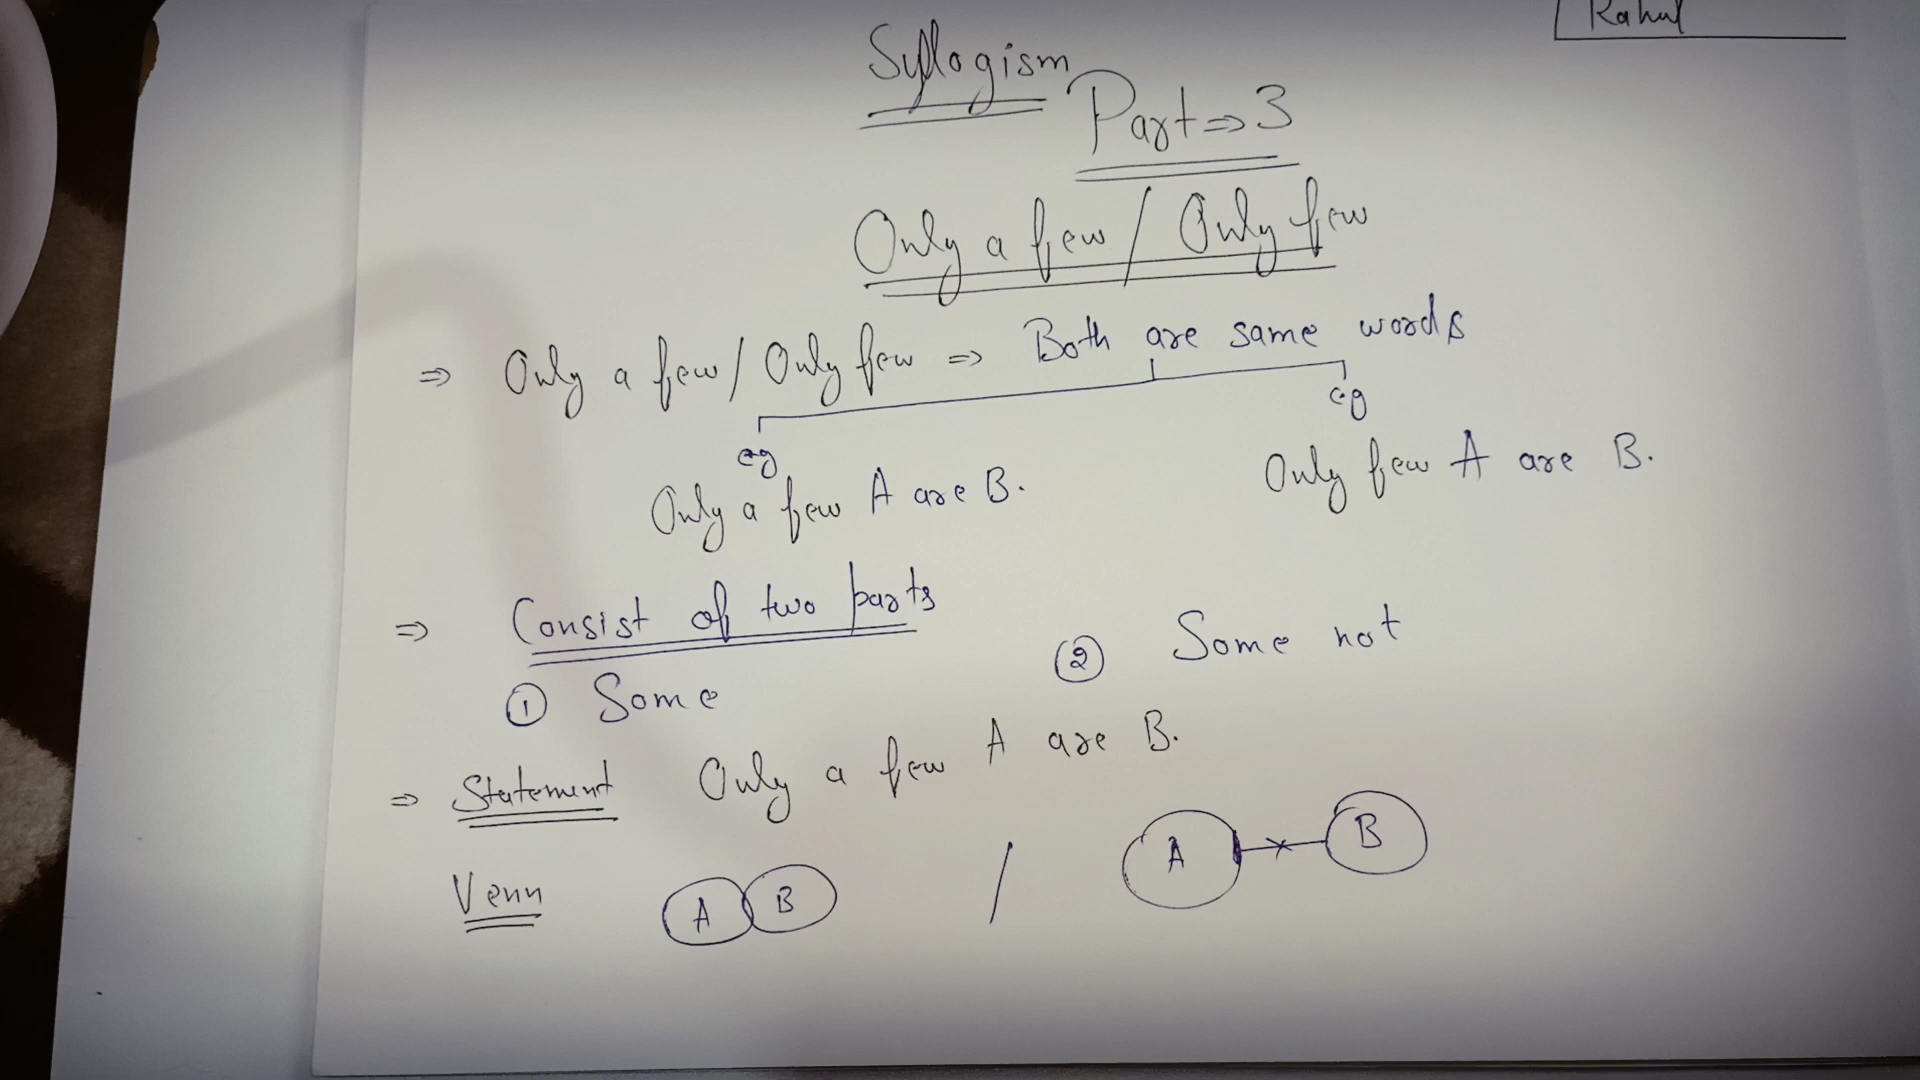 Rahul
Syllogism
Part ⇒ 3
Only a few / Only few
⇒ Only a few / Only few ⇒ Both are same words
eg eg
Only a few A are B. Only few A are B.
⇒ Consist of two parts
① Some ② Some not
⇒ Statement Only a few A are B.
Venn A B / A × B